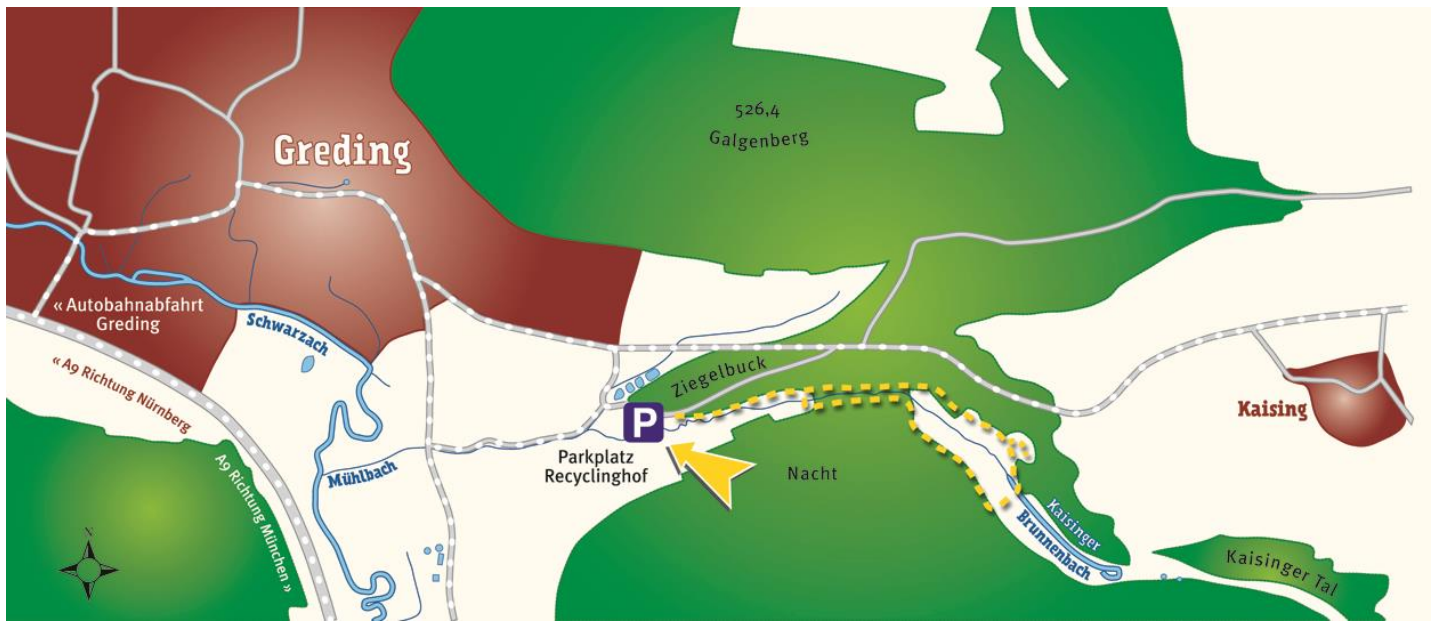 526,4
Galgenberg
Greding
« Autobahnabfahrt
Greding
Schwarzach
« A9 Richtung Nürnberg
Ziegelbuck
Kaising
P
Parkplatz
Recyclinghof
Mühlbach
Nacht
A9 Richtung München »
Kaisinger
Brunnenbach
Kaisinger Tal
N